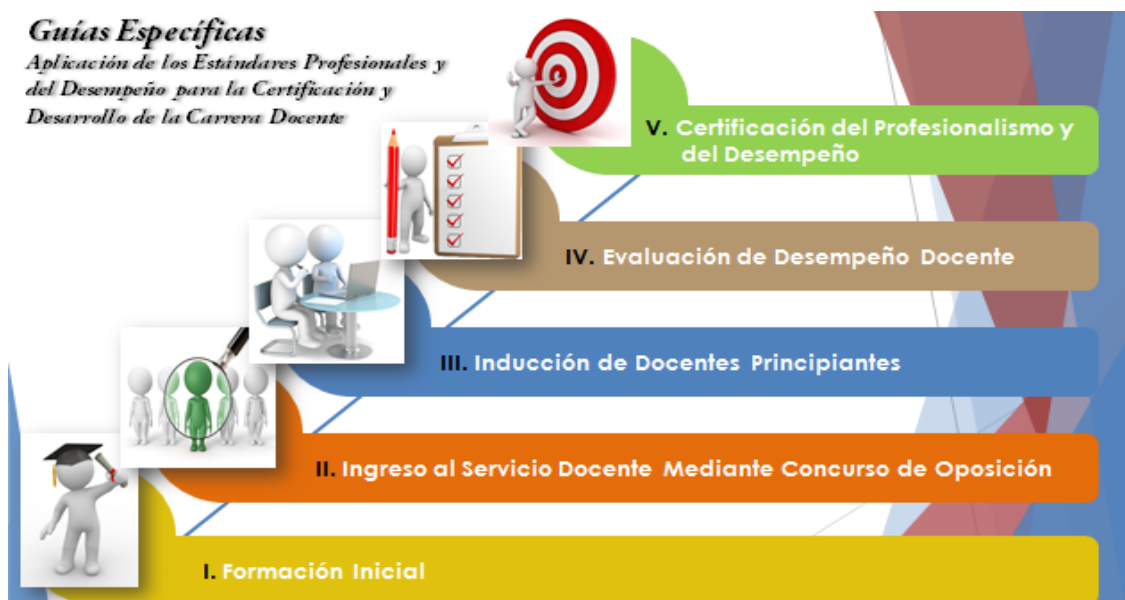 Guías Específicas
Aplicación de los Estándares Profesionales y
del Desempeño para la Certificación y
Desarrollo de la Carrera Docente
V. Certificación del Profesionalismo y
del Desempeño
IV. Evaluación de Desempeño Docente
III. Inducción de Docentes Principiantes
II. Ingreso al Servicio Docente Mediante Concurso de Oposición
I. Formación Inicial